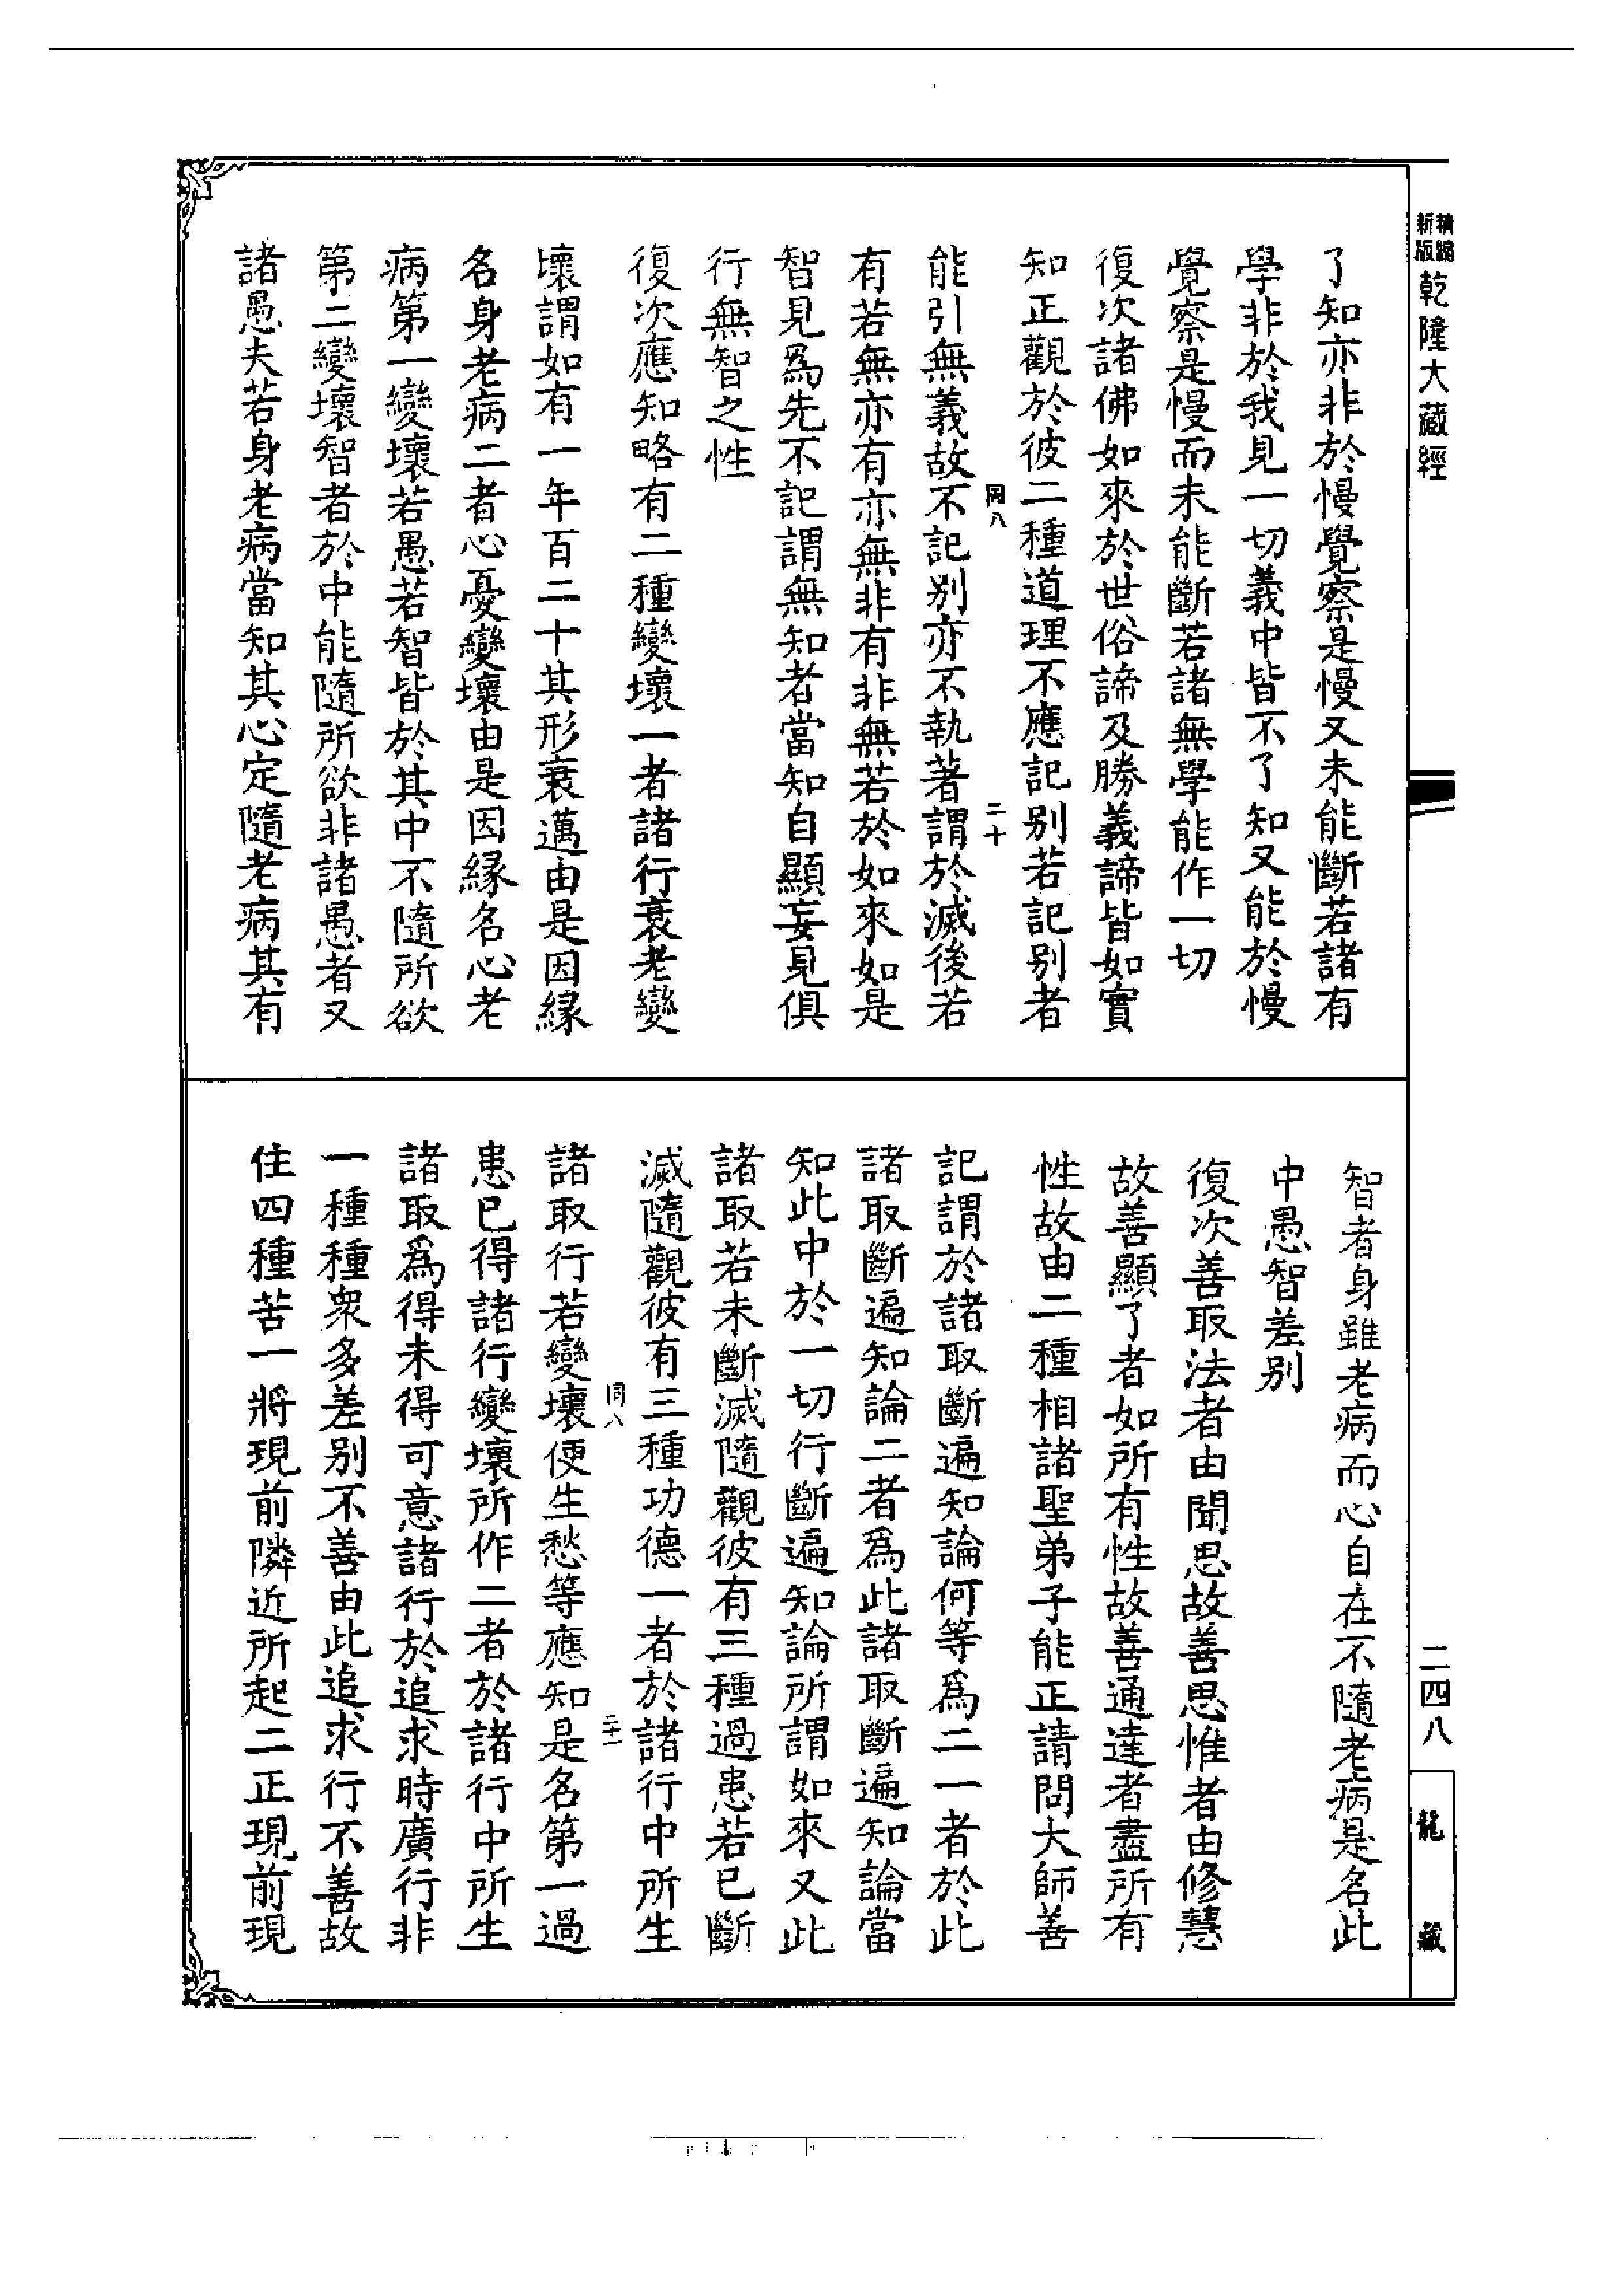 新版
精縮
乾隆大藏經
了知亦非於慢覺察是慢又未能斷若諸有
學非於我見一切義中皆不了知又能於慢
覺察是慢而未能斷若諸無學能作一切
復次諸佛如來於世俗諦及勝義諦皆如實
知正觀於彼二種道理不應記別若記別者
同八
二十
能引無義故不記別亦不執著謂於滅後若
有若無亦有亦無非有非無若於如來如是
智見爲先不記謂無知者當知自顯妄見俱
行無智之性
復次應知略有二種變壞一者諸行衰老變
壞謂如有一年百二十其形衰邁由是因緣
名身老病二者心憂變壞由是因緣名心老
病第一變壞若愚若智皆於其中不隨所欲
第二變壞智者於中能隨所欲非諸愚者又
諸愚夫若身老病當知其心定隨老病其有
智者身雖老病而心自在不隨老病是名此
中愚智差別
復次善取法者由聞思故善思惟者由修慧
故善顯了者如所有性故善通達者盡所有
性故由二種相諸聖弟子能正請問大師善
記謂於諸取斷遍知論何等爲二一者於此
諸取斷遍知論二者爲此諸取斷遍知論當
知此中於一切行斷遍知論所謂如來又此
諸取若未斷滅隨觀彼有三種過患若已斷
滅隨觀彼有三種功德一者於諸行中所生
同八
二十一
諸取行若變壞便生愁等應知是名第一過
患已得諸行變壞所作二者於諸行中所生
諸取爲得未得可意諸行於追求時廣行非
一種種衆多差別不善由此追求行不善故
住四種苦一將現前隣近所起二正現前現
二四八
龍藏